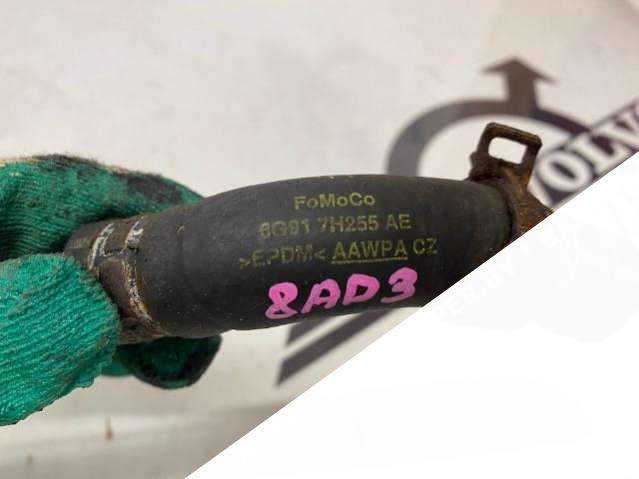 FoMoCo
6G91 7H255 AE
>EPDM< AAWPA CZ
8AD3
VOLVO